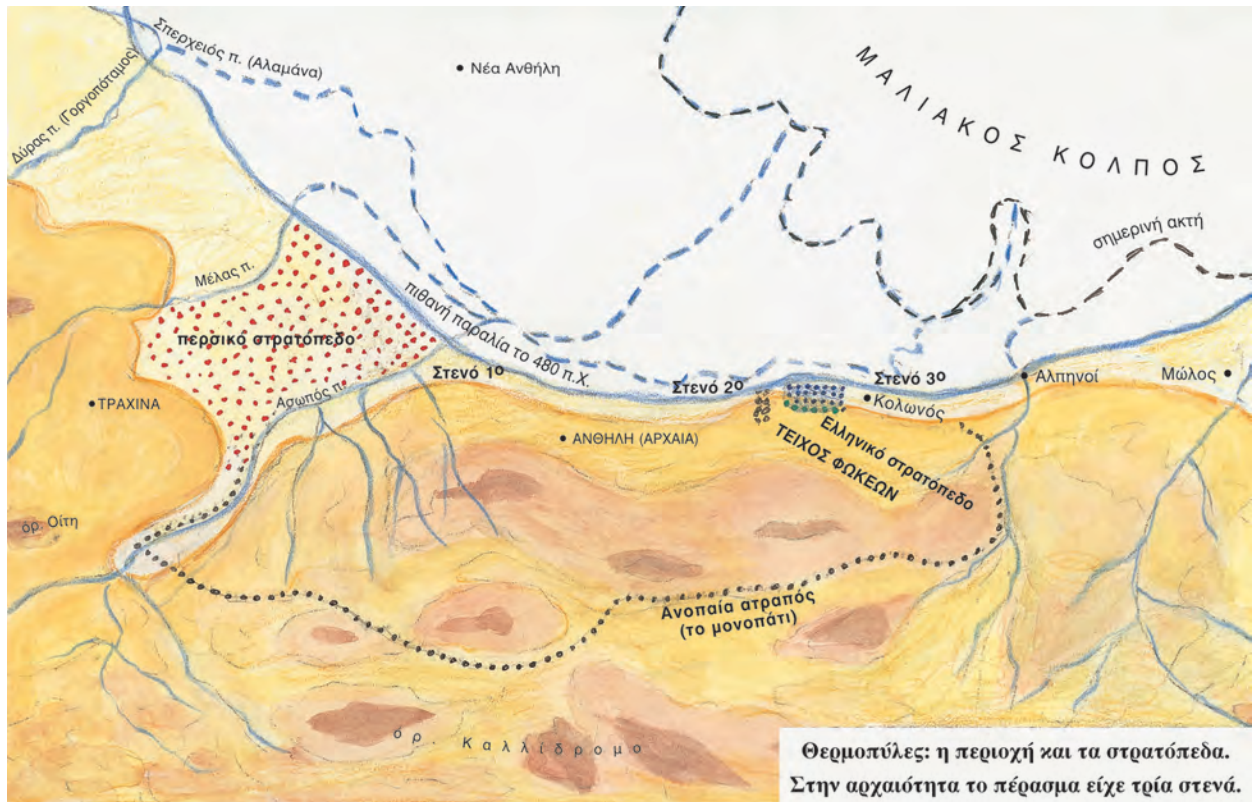 Σπερχειός π. (Αλαμάνα)
Δύρας π. (Γοργοπόταμος)
Νέα Ανθήλη
ΜΑΛΙΑΚΟΣ ΚΟΛΠΟΣ
σημερινή ακτή
Μέλας π.
πιθανή παραλία το 480 π.Χ.
περσικό στρατόπεδο
Στενό 1ο
Στενό 2ο
Στενό 3ο
Αλπηνοί
Μώλος
Ασωπός π.
ΤΡΑΧΙΝΑ
Κολωνός
ΑΝΘΗΛΗ (ΑΡΧΑΙΑ)
Ελληνικό στρατόπεδο
ΤΕΙΧΟΣ ΦΩΚΕΩΝ
όρ. Οίτη
Ανοπαία ατραπός
(το μονοπάτι)
όρ. Καλλίδρομο
Θερμοπύλες: η περιοχή και τα στρατόπεδα.
Στην αρχαιότητα το πέρασμα είχε τρία στενά.